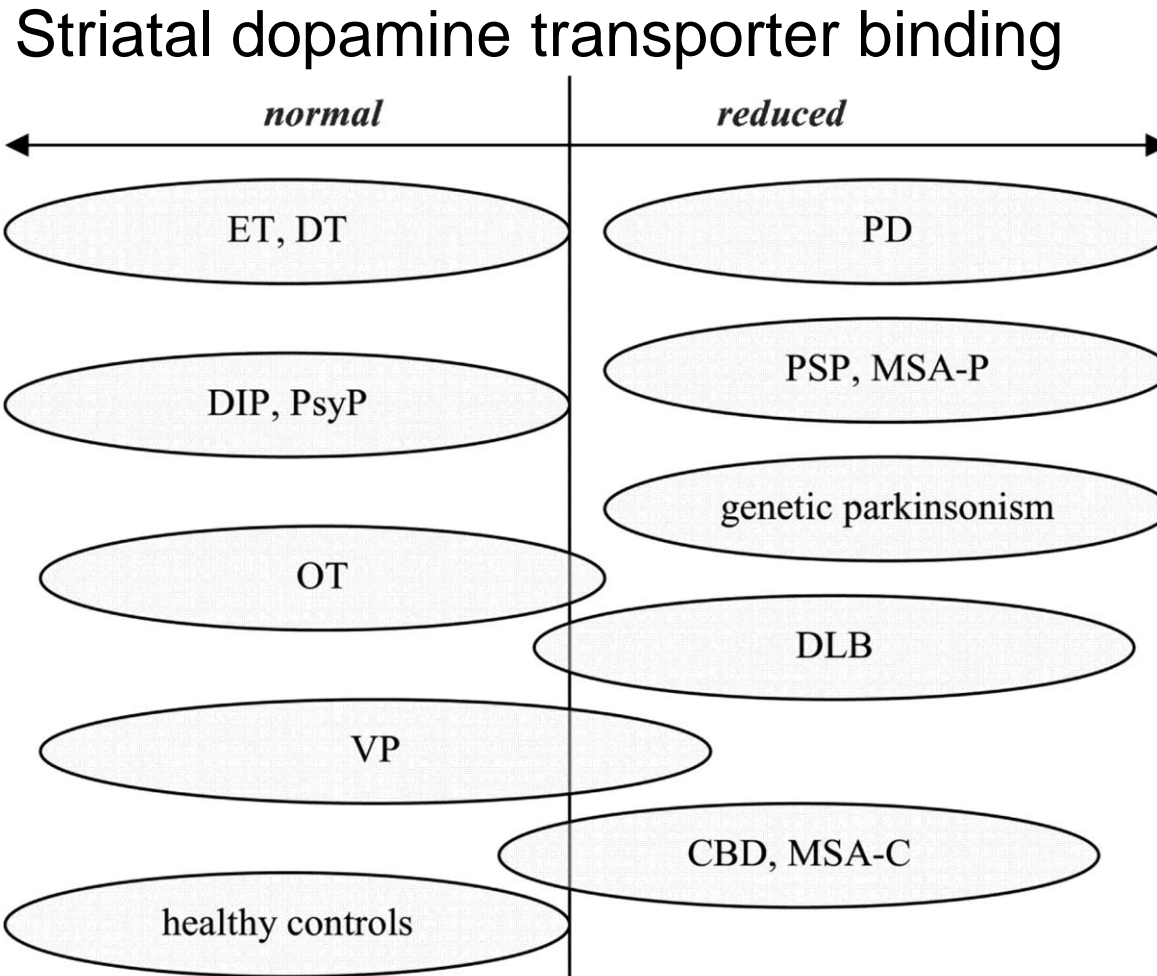 Striatal dopamine transporter binding
normal reduced
ET, DT
PD
PSP, MSA-P
DIP, PsyP
genetic parkinsonism
OT
DLB
VP
CBD, MSA-C
healthy controls